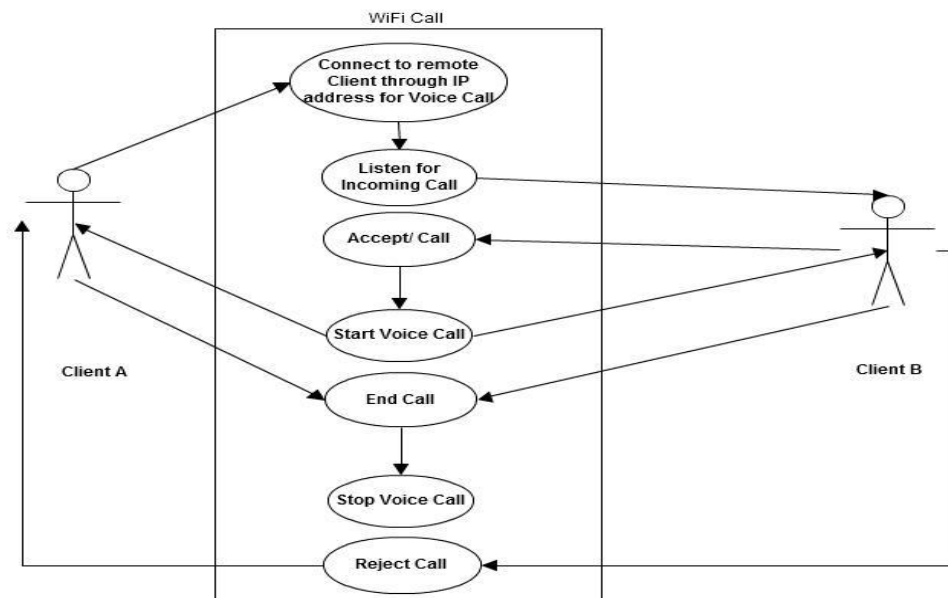 WiFi Call
Connect to remote
Client through IP
address for Voice Call
Listen for
Incoming Call
Accept/ Call
Start Voice Call
Client A
Client B
End Call
Stop Voice Call
Reject Call